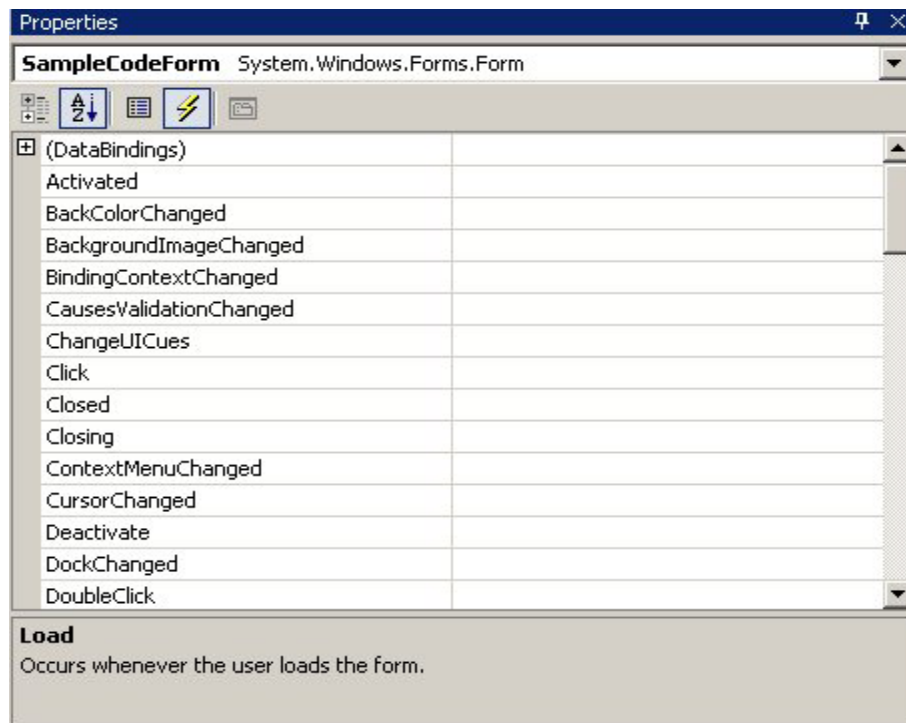 Properties
SampleCodeForm System.Windows.Forms.Form
(DataBindings)
Activated
BackColorChanged
BackgroundImageChanged
BindingContextChanged
CausesValidationChanged
ChangeUICues
Click
Closed
Closing
ContextMenuChanged
CursorChanged
Deactivate
DockChanged
DoubleClick
Load
Occurs whenever the user loads the form.